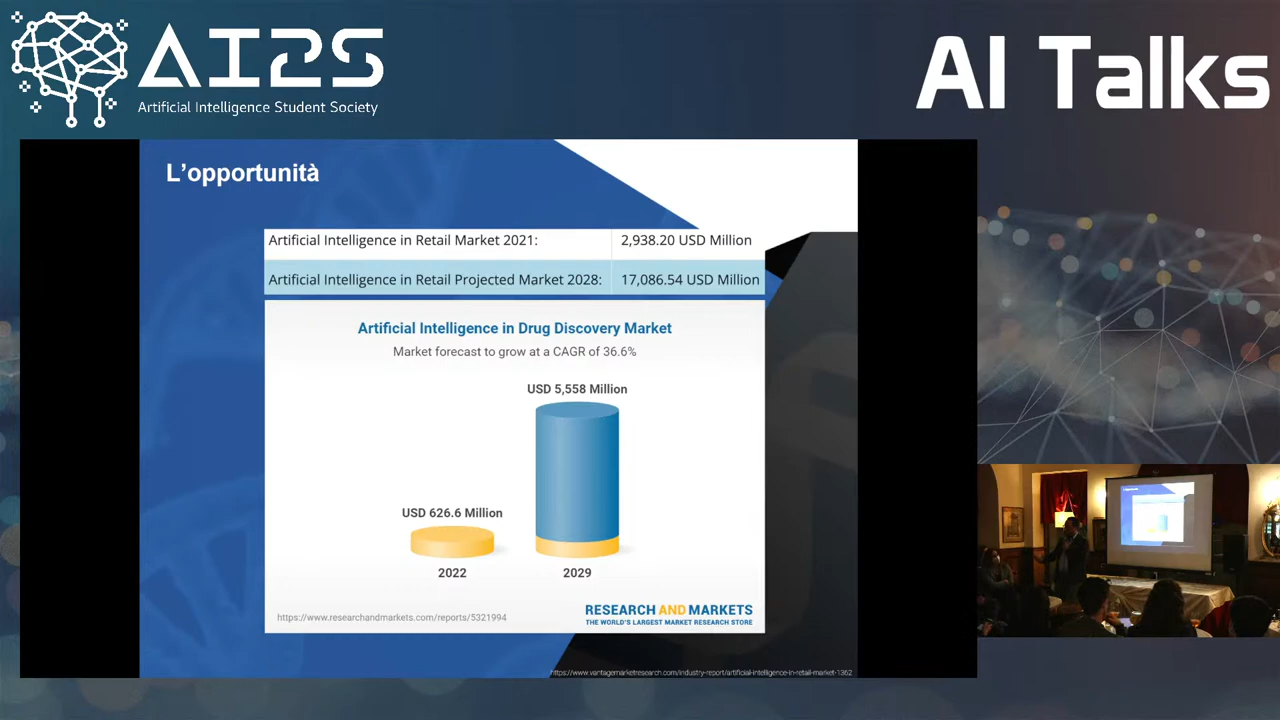 AI2S
Artificial Intelligence Student Society
AI Talks
L'opportunità
Artificial Intelligence in Retail Market 2021: 2,938.20 USD Million
Artificial Intelligence in Retail Projected Market 2028: 17,086.54 USD Million
Artificial Intelligence in Drug Discovery Market
Market forecast to grow at a CAGR of 36.6%
USD 5,558 Million
USD 626.6 Million
2022 2029
https://www.researchandmarkets.com/reports/5321994
RESEARCH AND MARKETS
THE WORLD'S LARGEST MARKET RESEARCH STORE
https://www.vantagemarketresearch.com/industry-report/artificial-intelligence-in-retail-market-1362
L'opportunità